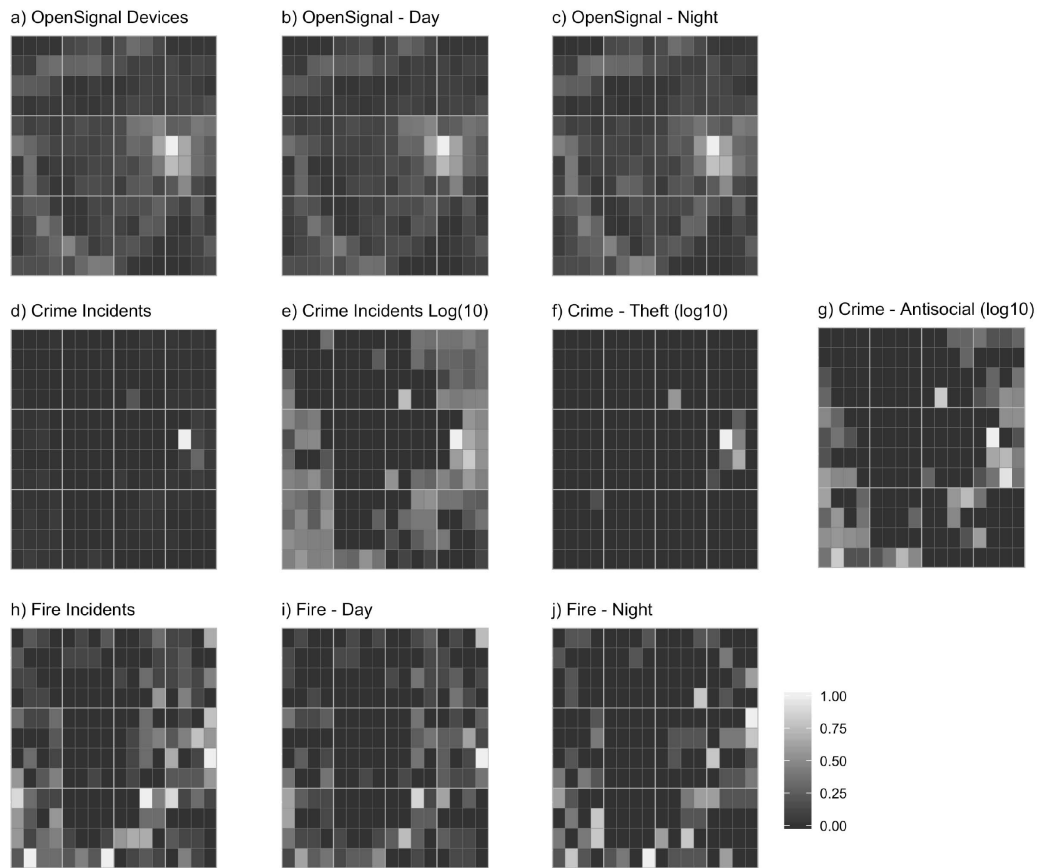 a) OpenSignal Devices
b) OpenSignal - Day
c) OpenSignal - Night
d) Crime Incidents
e) Crime Incidents Log(10)
f) Crime - Theft (log10)
g) Crime - Antisocial (log10)
h) Fire Incidents
i) Fire - Day
j) Fire - Night
1.00
0.75
0.50
0.25
0.00